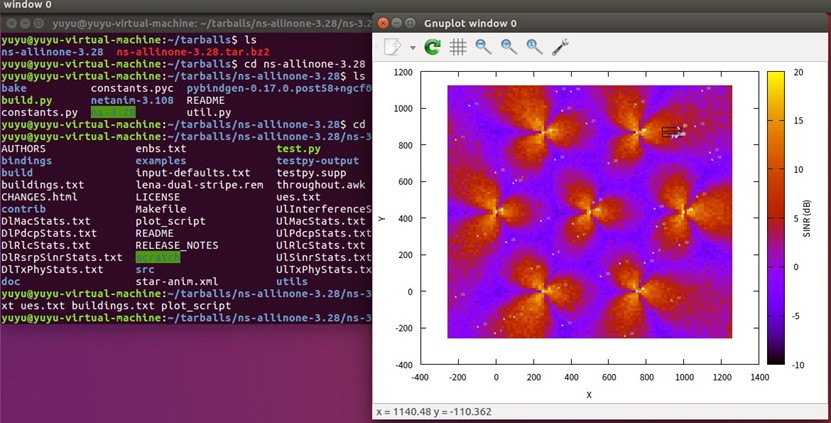 window 0
yuyu@yuyu-virtual-machine: ~/tarballs/ns-allinone-3.28/ns-3.2
yuyu@yuyu-virtual-machine:~/tarballs$ ls
ns-allinone-3.28 ns-allinone-3.28.tar.bz2
yuyu@yuyu-virtual-machine:~/tarballs$ cd ns-allinone-3.28
yuyu@yuyu-virtual-machine:~/tarballs/ns-allinone-3.28$ ls
bake constants.pyc pybindgen-0.17.0.post58+ngcf0
build.py netanim-3.108 README
constants.py ns-3.28 util.py
yuyu@yuyu-virtual-machine:~/tarballs/ns-allinone-3.28$ cd
yuyu@yuyu-virtual-machine:~/tarballs/ns-allinone-3.28/ns-3
AUTHORS enbs.txt test.py
bindings examples testpy-output
build input-defaults.txt testpy.supp
buildings.txt lena-dual-stripe.rem throughout.awk
CHANGES.html LICENSE ues.txt
contrib Makefile UlInterferenceS
DlMacStats.txt plot_script UlMacStats.txt
DlPdcpStats.txt README UlPdcpStats.txt
DlRlcStats.txt RELEASE_NOTES UlRlcStats.txt
DlRsrpSinrStats.txt scratch UlSinrStats.txt
DlTxPhyStats.txt src UlTxPhyStats.txt
doc star-anim.xml utils
yuyu@yuyu-virtual-machine:~/tarballs/ns-allinone-3.28/ns-3
xt ues.txt buildings.txt plot_script
yuyu@yuyu-virtual-machine:~/tarballs/ns-allinone-3.28/ns-3
Gnuplot window 0
1200
1000
800
600
400
200
0
-200
-400
Y
-400 -200 0 200 400 600 800 1000 1200 1400
X
20
15
10
5
0
-5
-10
SINR (dB)
x = 1140.48 y = -110.362